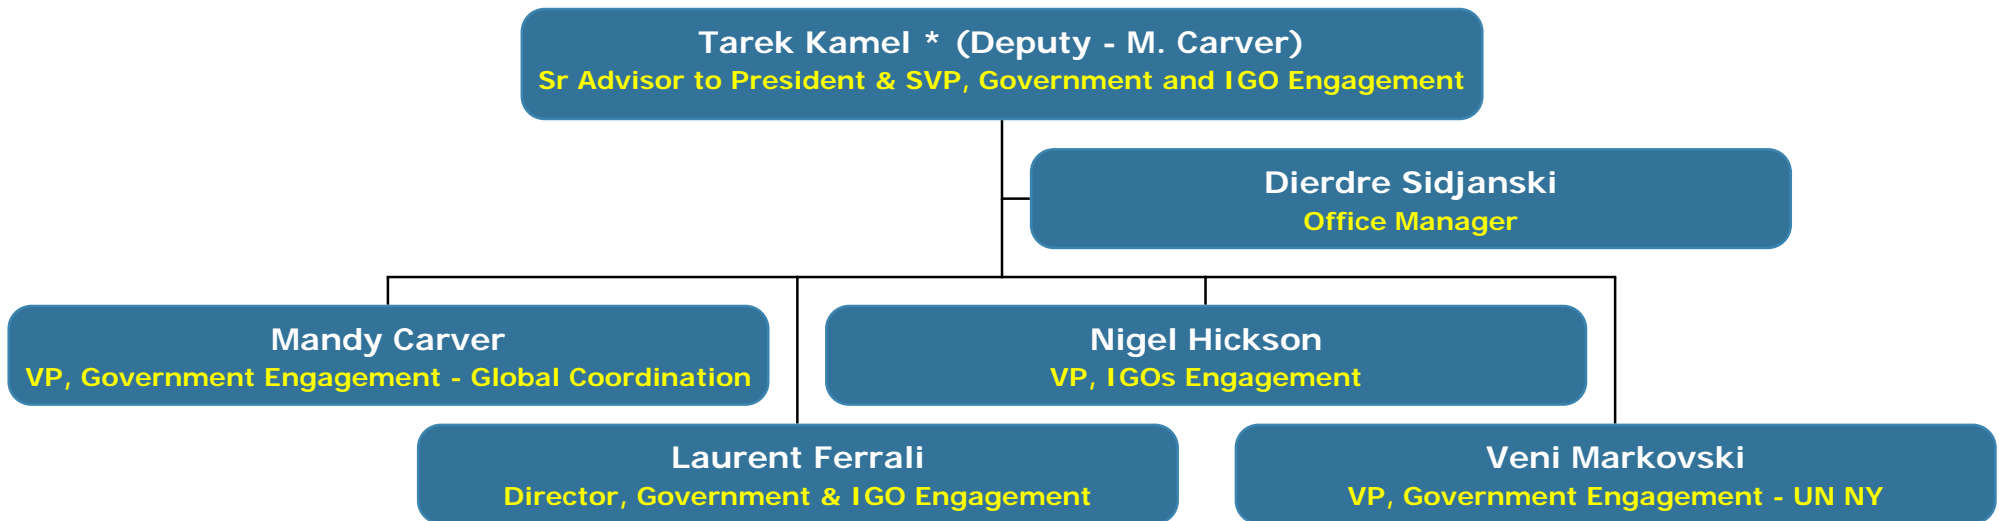 Tarek Kamel * (Deputy - M. Carver)
Sr Advisor to President & SVP, Government and IGO Engagement
Dierdre Sidjanski
Office Manager
Mandy Carver
VP, Government Engagement - Global Coordination
Nigel Hickson
VP, IGOs Engagement
Laurent Ferrali
Director, Government & IGO Engagement
Veni Markovski
VP, Government Engagement - UN NY